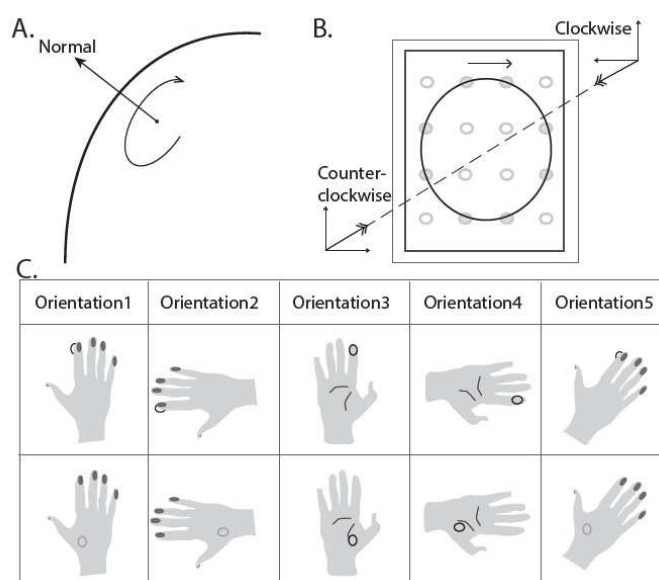 A.
Normal
B.
Clockwise
Counter-
clockwise
C.
Orientation1 Orientation2 Orientation3 Orientation4 Orientation5